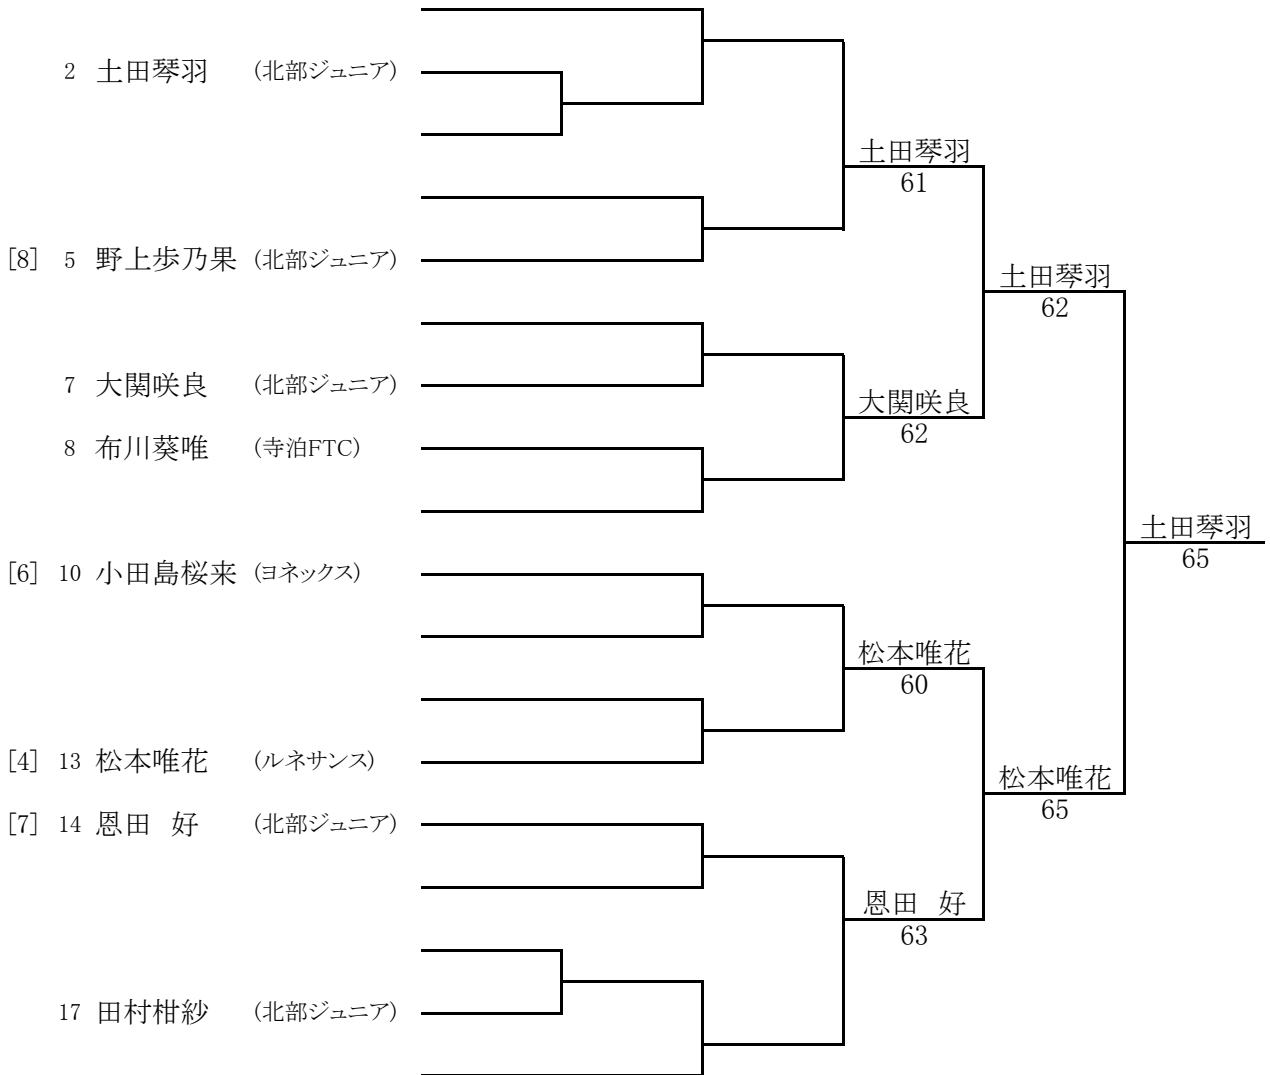 2 土田琴羽 (北部ジュニア)
土田琴羽
61
[8] 5 野上歩乃果 (北部ジュニア)
土田琴羽
62
7 大関咲良 (北部ジュニア)
大関咲良
62
8 布川葵唯 (寺泊FTC)
土田琴羽
65
[6] 10 小田島桜来 (ヨネックス)
松本唯花
60
[4] 13 松本唯花 (ルネサンス)
松本唯花
65
[7] 14 恩田 好 (北部ジュニア)
恩田 好
63
17 田村柑紗 (北部ジュニア)